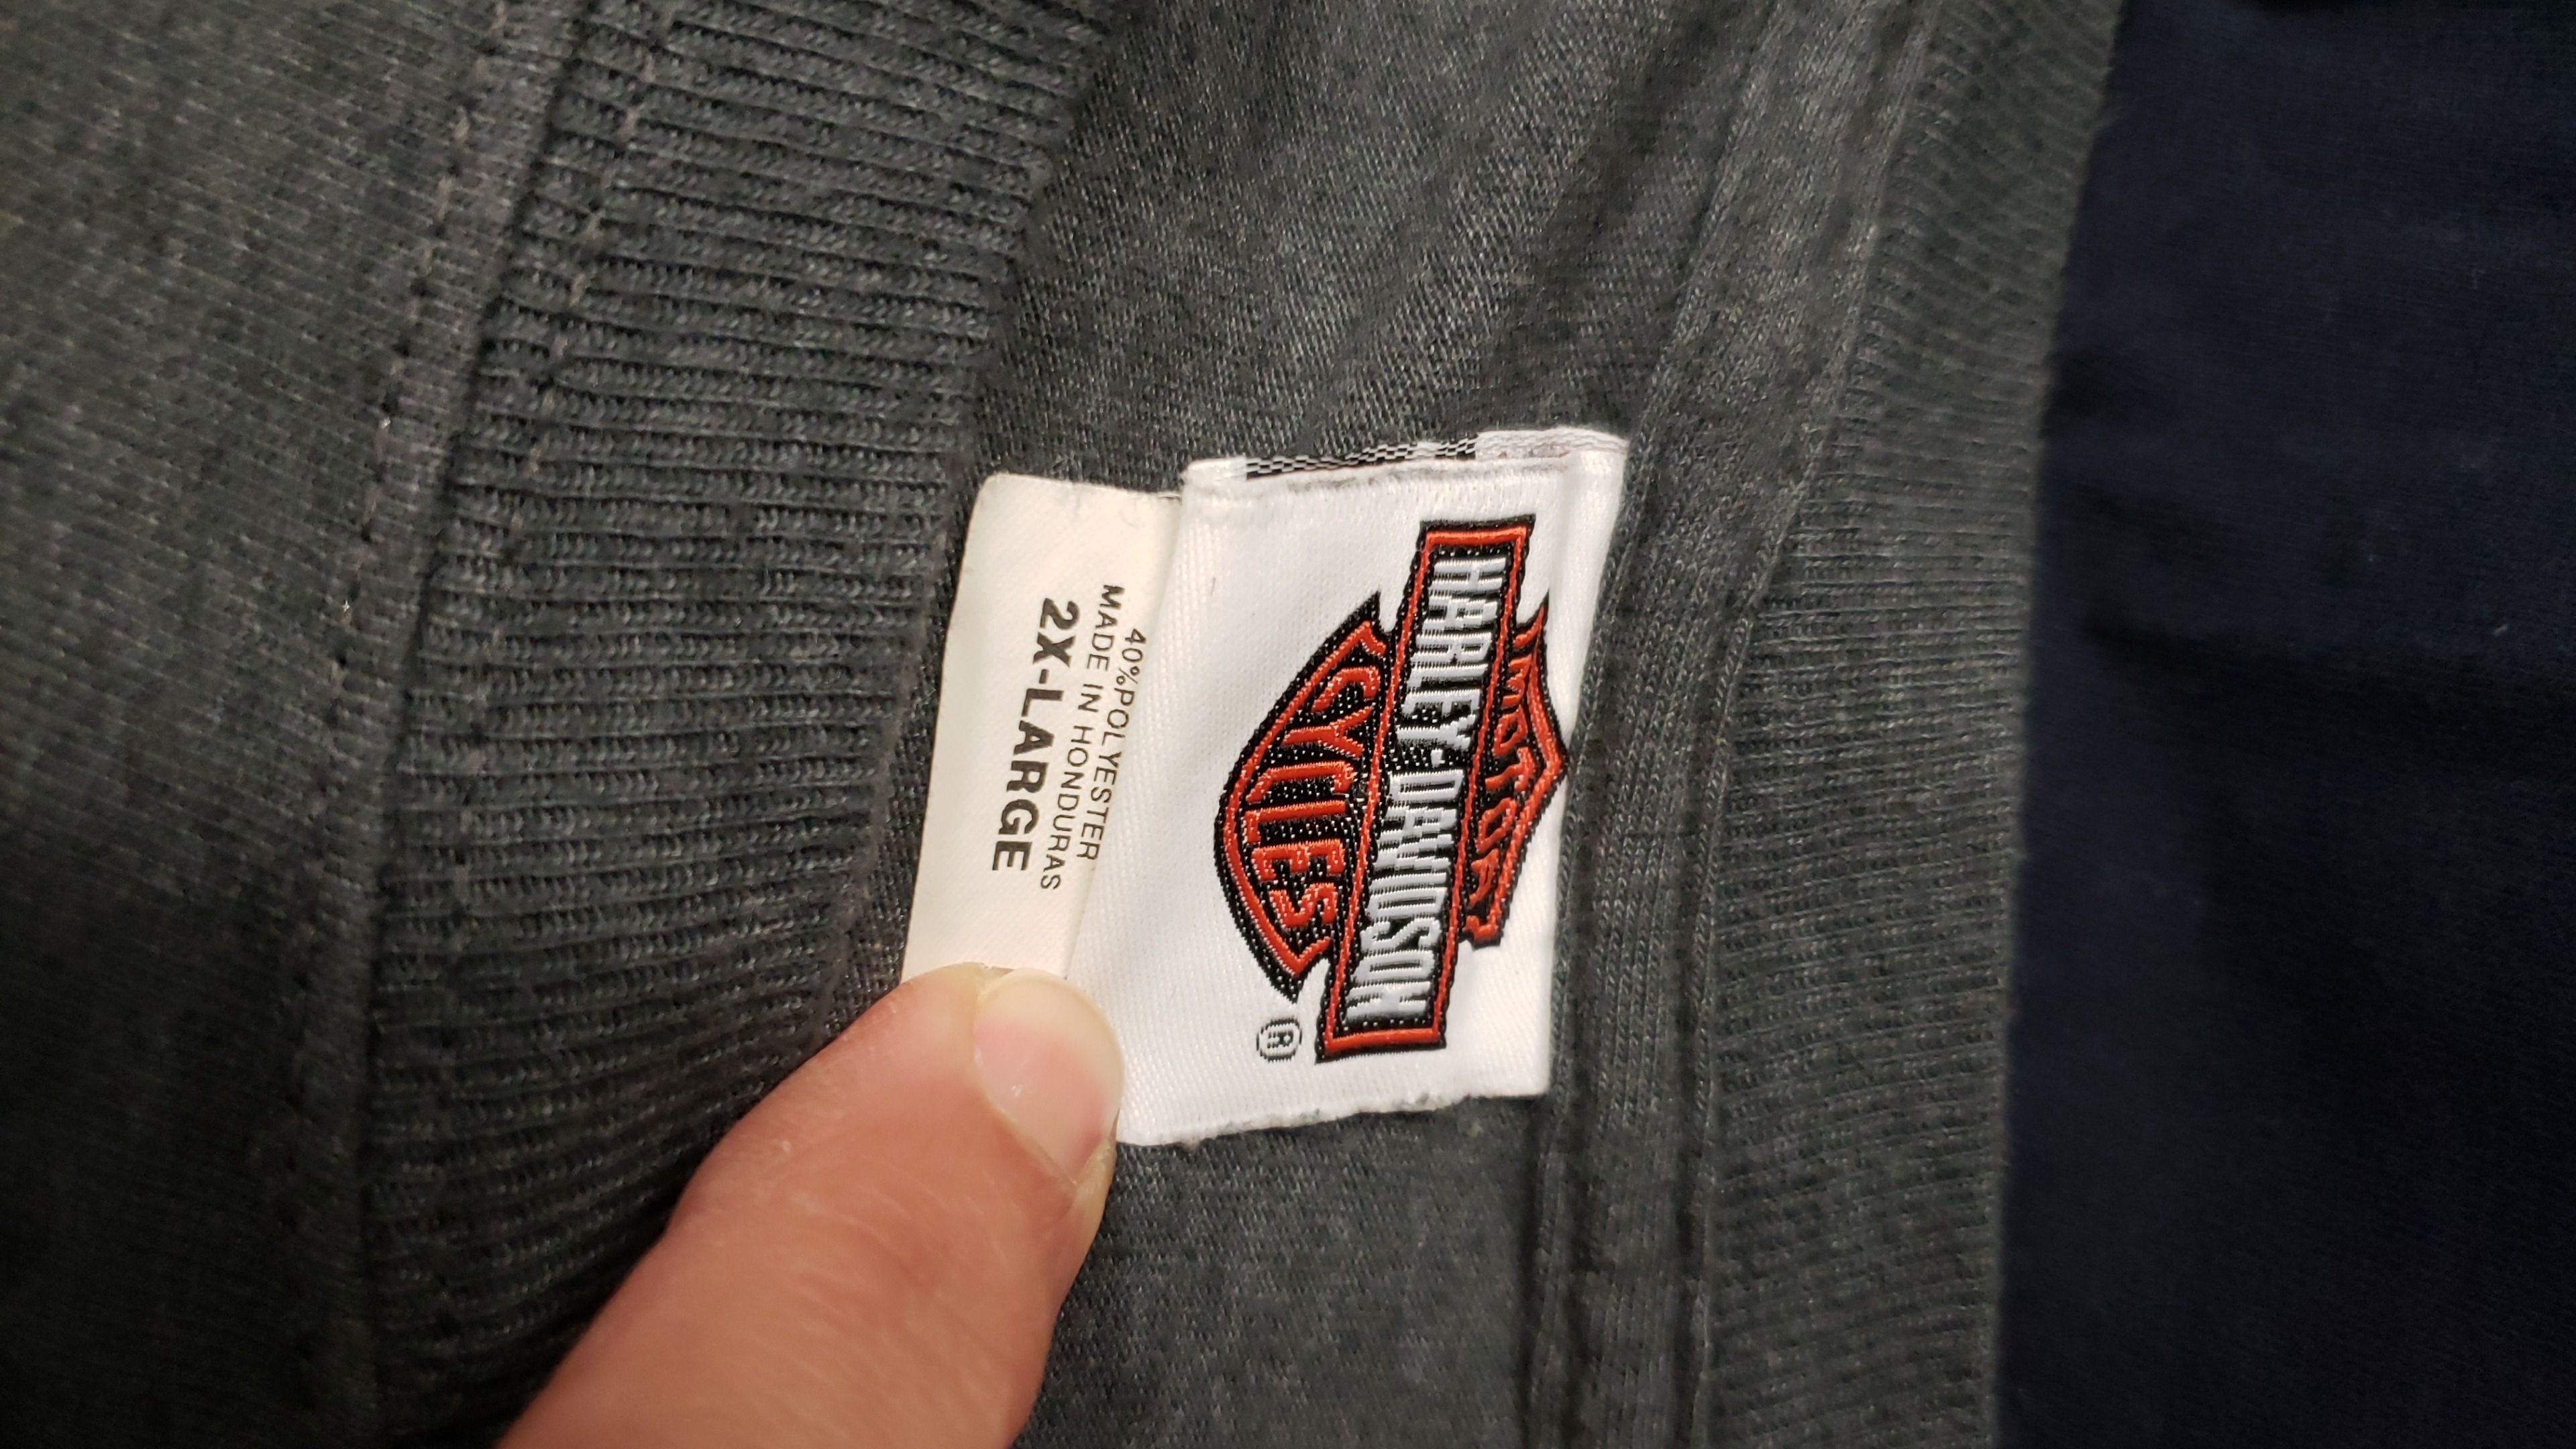 MOTOR
HARLEY-DAVIDSON
CYCLES
®
40%POLYESTER
MADE IN HONDURAS
2X-LARGE